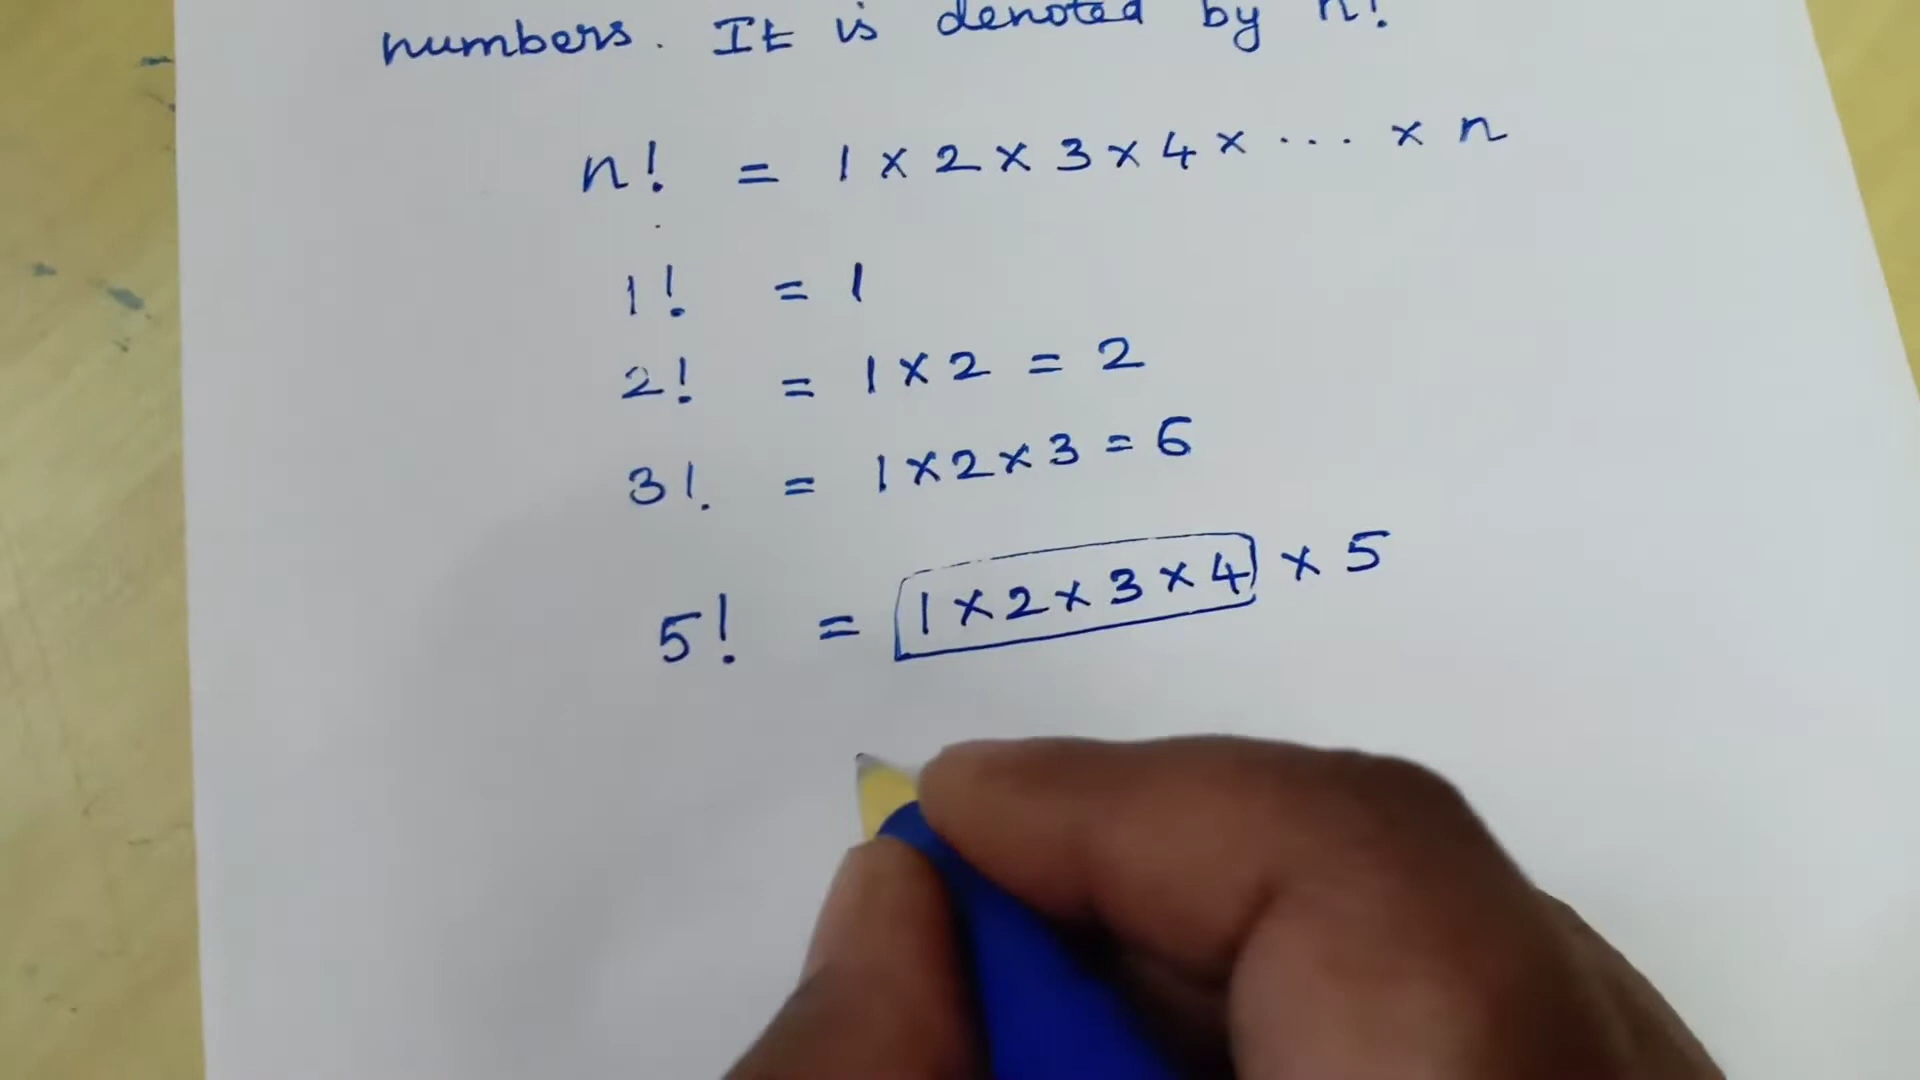 numbers. It is denoted by n!
n! = 1 × 2 × 3 × 4 × ... × n
1! = 1
2! = 1 × 2 = 2
3! = 1 × 2 × 3 = 6
5! = 1 × 2 × 3 × 4 × 5